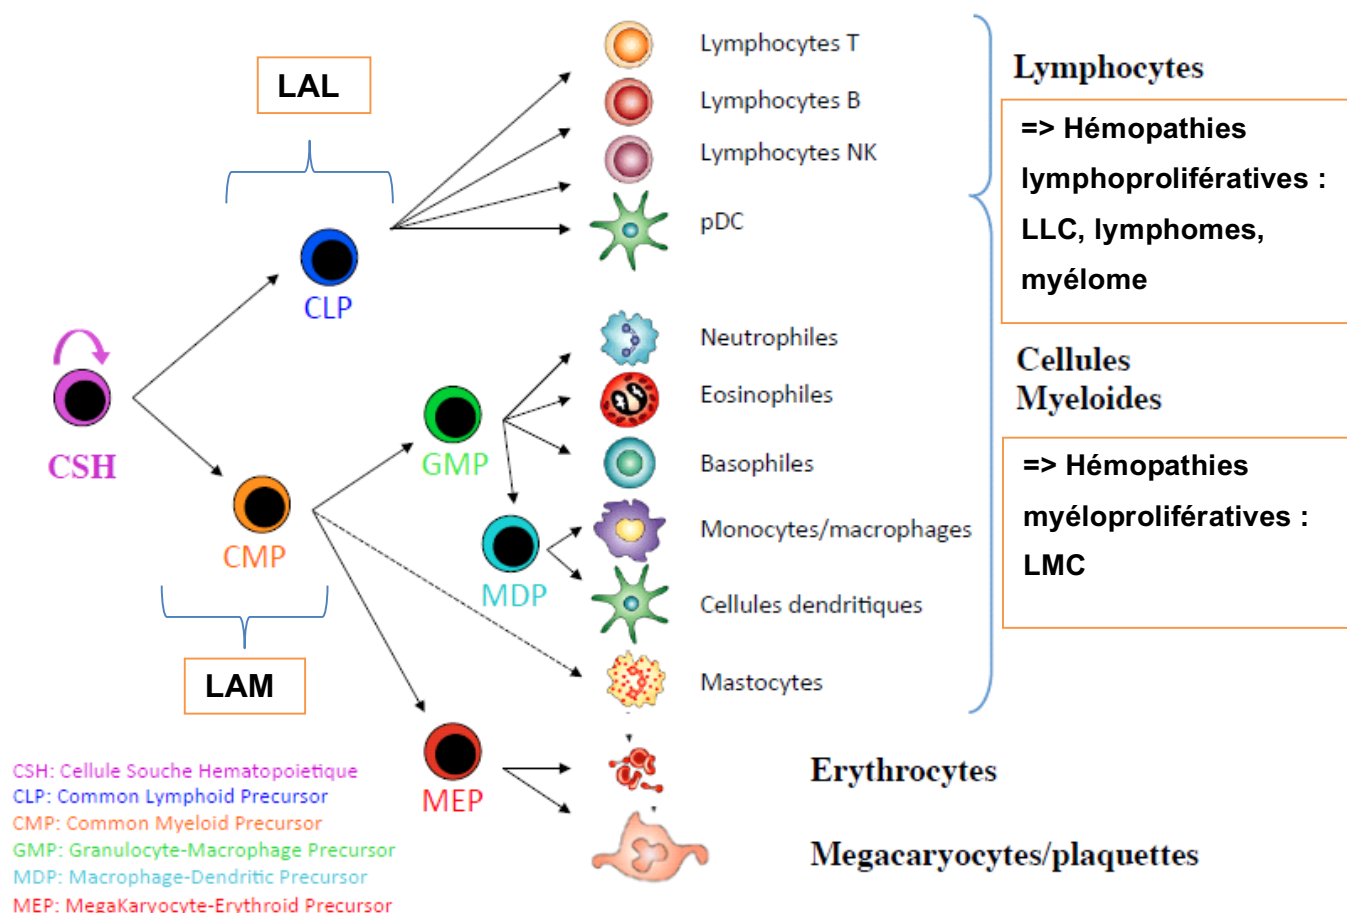 LAL
CLP
CSH
CMP
LAM
GMP
MDP
MEP
Lymphocytes T
Lymphocytes B
Lymphocytes NK
pDC
Neutrophiles
Eosinophiles
Basophiles
Monocytes/macrophages
Cellules dendritiques
Mastocytes
Erythrocytes
Megacaryocytes/plaquettes
Lymphocytes
=> Hémopathies
lymphoprolifératives :
LLC, lymphomes,
myélome
Cellules
Myeloides
=> Hémopathies
myéloprolifératives :
LMC
CSH: Cellule Souche Hematopoietique
CLP: Common Lymphoid Precursor
CMP: Common Myeloid Precursor
GMP: Granulocyte-Macrophage Precursor
MDP: Macrophage-Dendritic Precursor
MEP: MegaKaryocyte-Erythroid Precursor